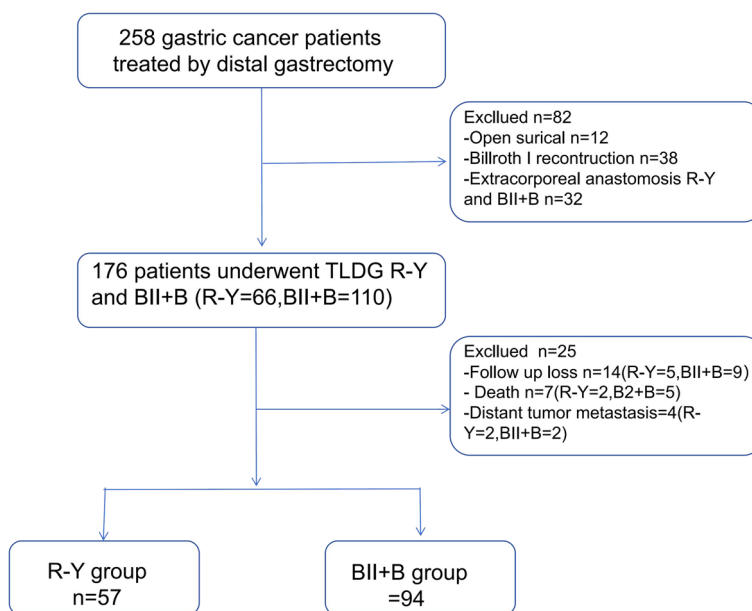 258 gastric cancer patients
treated by distal gastrectomy
Excllued n=82
-Open surical n=12
-Billroth I recontruction n=38
-Extracorporeal anastomosis R-Y
and BII+B n=32
176 patients underwent TLDG R-Y
and BII+B (R-Y=66,BII+B=110)
Excllued  n=25
-Follow up loss n=14(R-Y=5,BII+B=9)
- Death n=7(R-Y=2,B2+B=5)
-Distant tumor metastasis=4(R-
Y=2,BII+B=2)
R-Y group
n=57
BII+B group
=94